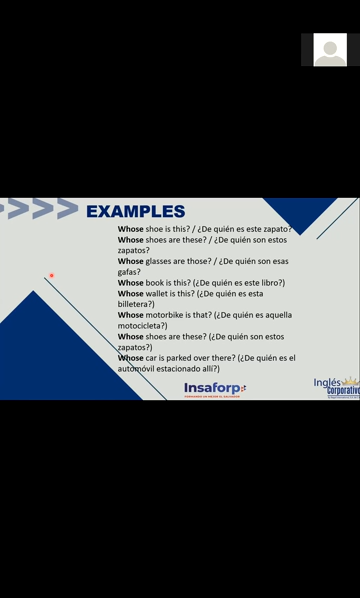 >>>> EXAMPLES
Whose shoe is this? / ¿De quién es este zapato?
Whose shoes are these? / ¿De quién son estos
zapatos?
Whose glasses are those? / ¿De quién son esas
gafas?
Whose book is this? (¿De quién es este libro?)
Whose wallet is this? (¿De quién es esta
billetera?)
Whose motorbike is that? (¿De quién es aquella
motocicleta?)
Whose shoes are these? (¿De quién son estos
zapatos?)
Whose car is parked over there? (¿De quién es el
automóvil estacionado allí?)
Insaforp
Inglés
corporativo